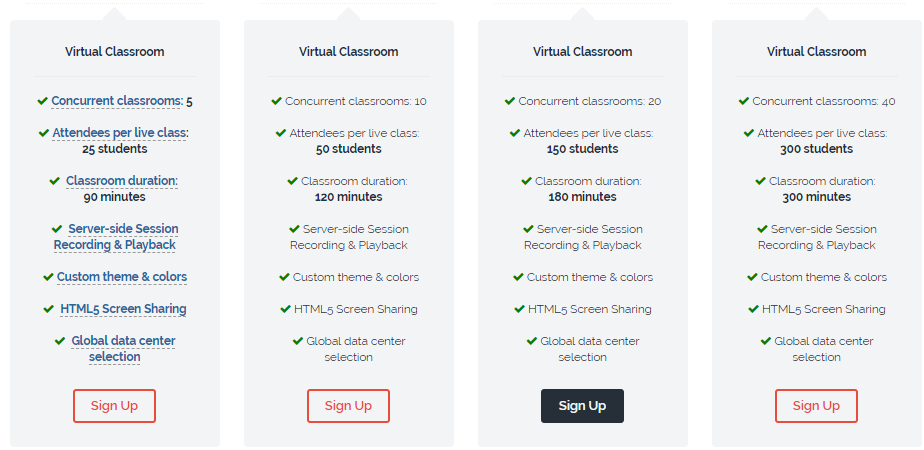 Virtual Classroom
Concurrent classrooms: 5
Attendees per live class:
25 students
Classroom duration:
90 minutes
Server-side Session
Recording & Playback
Custom theme & colors
HTML5 Screen Sharing
Global data center
selection
Sign Up
Virtual Classroom
Concurrent classrooms: 10
Attendees per live class:
50 students
Classroom duration:
120 minutes
Server-side Session
Recording & Playback
Custom theme & colors
HTML5 Screen Sharing
Global data center
selection
Sign Up
Virtual Classroom
Concurrent classrooms: 20
Attendees per live class:
150 students
Classroom duration:
180 minutes
Server-side Session
Recording & Playback
Custom theme & colors
HTML5 Screen Sharing
Global data center
selection
Sign Up
Virtual Classroom
Concurrent classrooms: 40
Attendees per live class:
300 students
Classroom duration:
300 minutes
Server-side Session
Recording & Playback
Custom theme & colors
HTML5 Screen Sharing
Global data center
selection
Sign Up